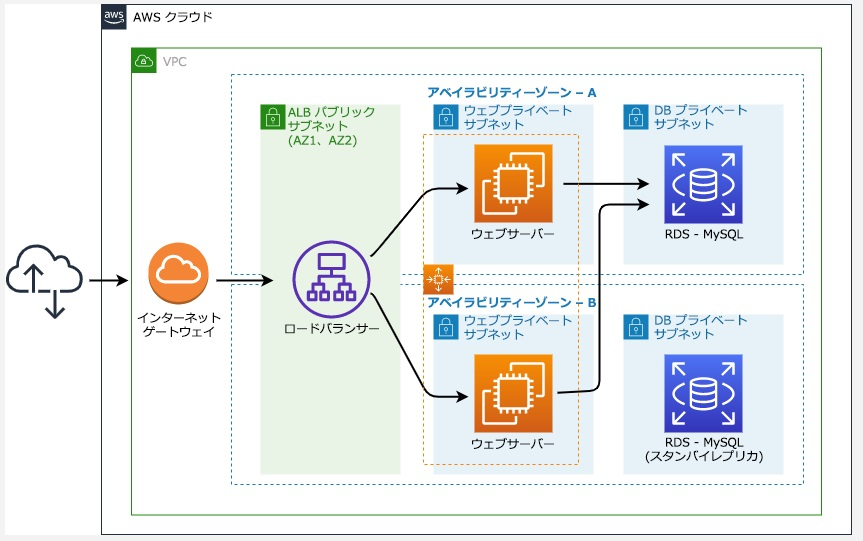 aws
AWS クラウド
VPC
アベイラビリティーゾーン – A
ALB パブリック
サブネット
(AZ1、AZ2)
ウェブプライベート
サブネット
DB プライベート
サブネット
ウェブサーバー
RDS - MySQL
インターネット
ゲートウェイ
ロードバランサー
アベイラビリティーゾーン – B
ウェブプライベート
サブネット
DB プライベート
サブネット
ウェブサーバー
RDS - MySQL
(スタンバイレプリカ)